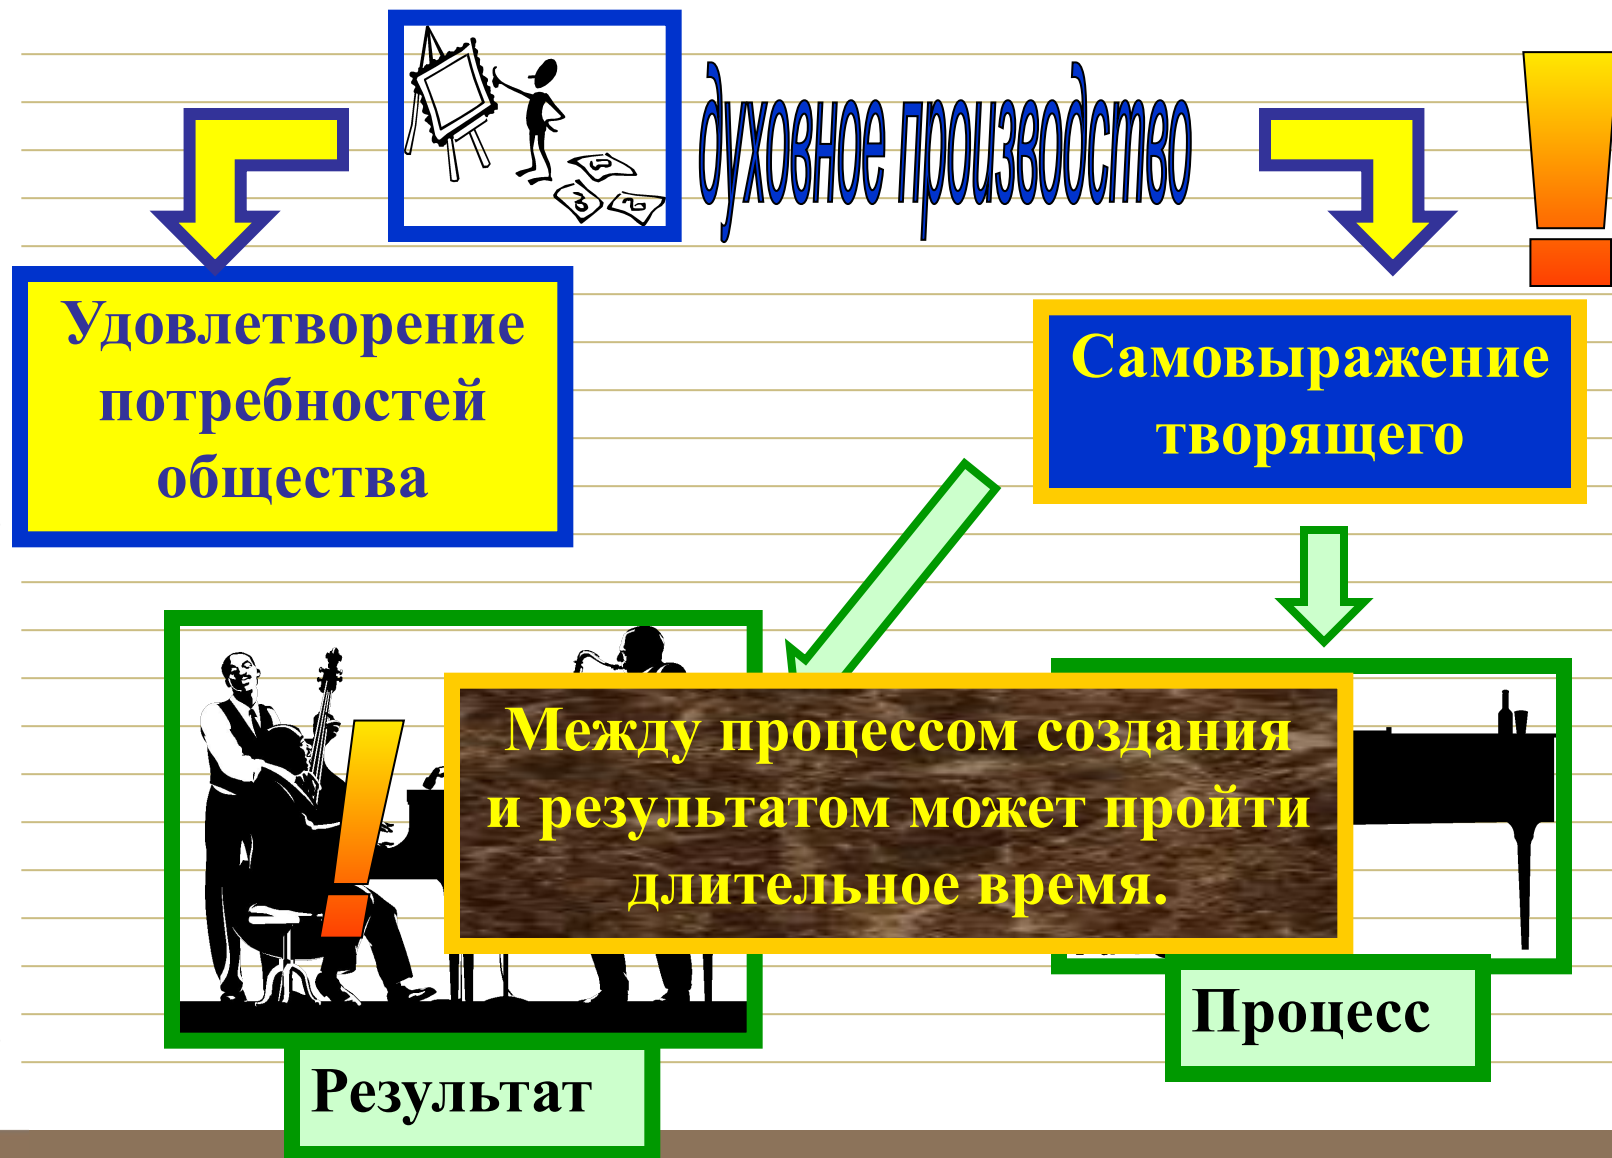 духовное производство
!
Удовлетворение
потребностей
общества
Самовыражение
творящего
!
Между процессом создания
и результатом может пройти
длительное время.
Процесс
Результат